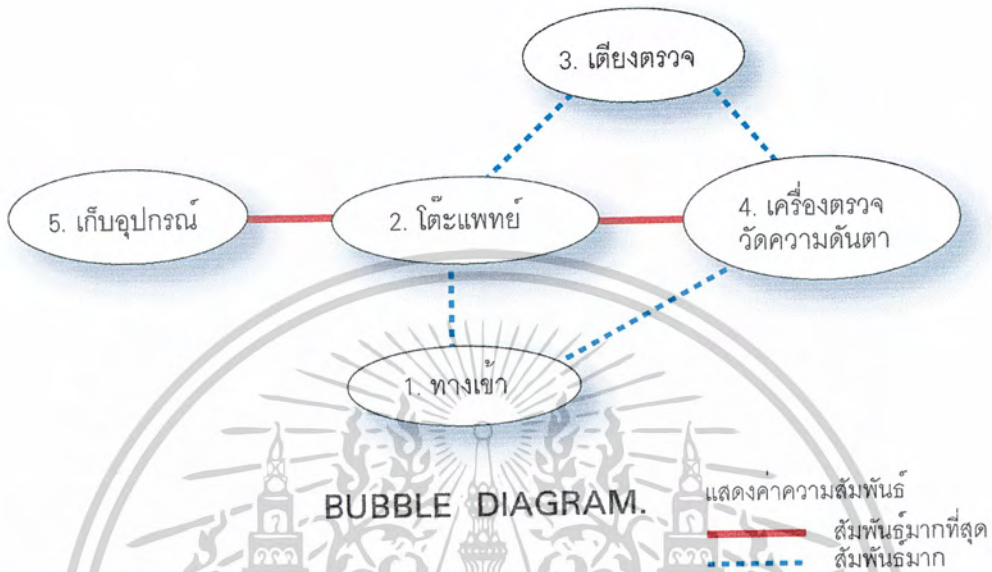 3. เตียงตรวจ
5. เก็บอุปกรณ์
2. โต๊ะแพทย์
4. เครื่องตรวจ
วัดความดันตา
1. ทางเข้า
BUBBLE DIAGRAM.
แสดงค่าความสัมพันธ์
สัมพันธ์มากที่สุด
สัมพันธ์มาก